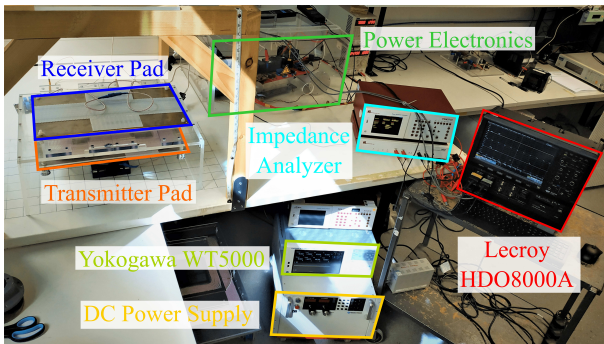 Power Electronics
Receiver Pad
Impedance
Analyzer
Transmitter Pad
Yokogawa WT5000
Lecroy
HDO8000A
DC Power Supply